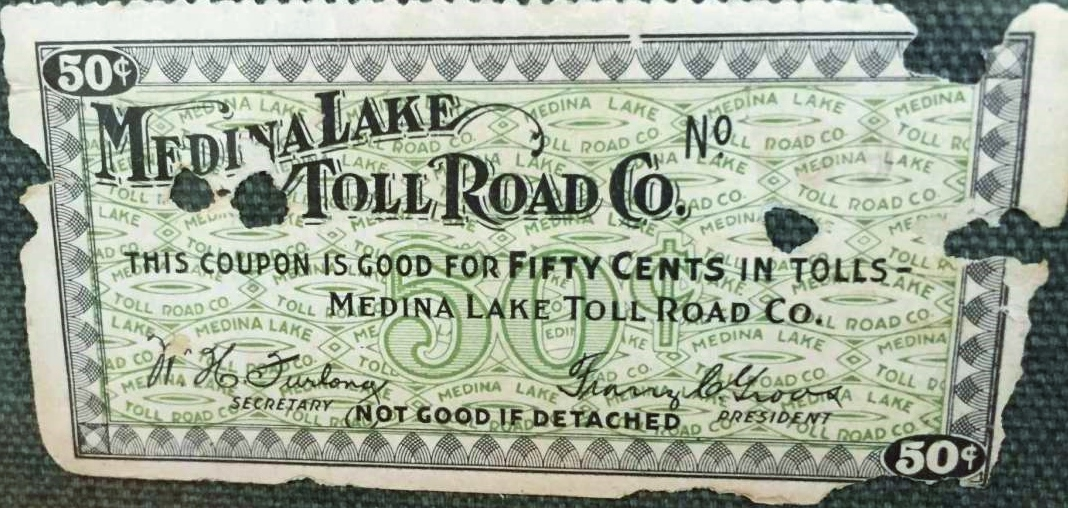 50¢
MEDINA LAKE
TOLL ROAD CO.
No.
THIS COUPON IS GOOD FOR FIFTY CENTS IN TOLLS-
MEDINA LAKE TOLL ROAD CO.
50¢
W. H. Furlong
SECRETARY
PRESIDENT
(NOT GOOD IF DETACHED
50¢